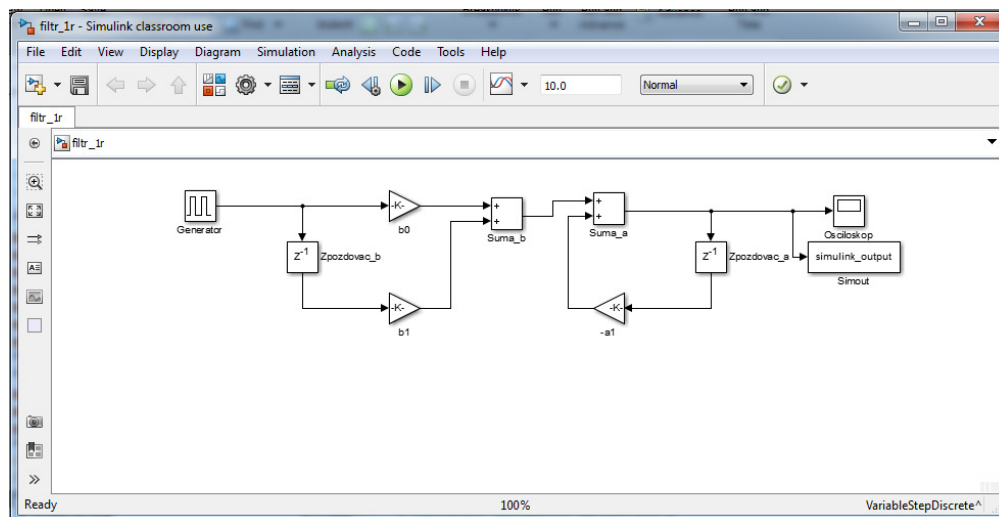 filtr_1r - Simulink classroom use
File Edit View Display Diagram Simulation Analysis Code Tools Help
10.0 Normal
filtr_1r
filtr_1r
Generator
-K-
b0
+
+
Suma_b
+
+
Suma_a
Osciloskop
Z-1
Zpozdovac_b
Z-1
Zpozdovac_a
simulink_output
Simout
-K-
b1
-K-
-a1
Ready 100% VariableStepDiscrete^